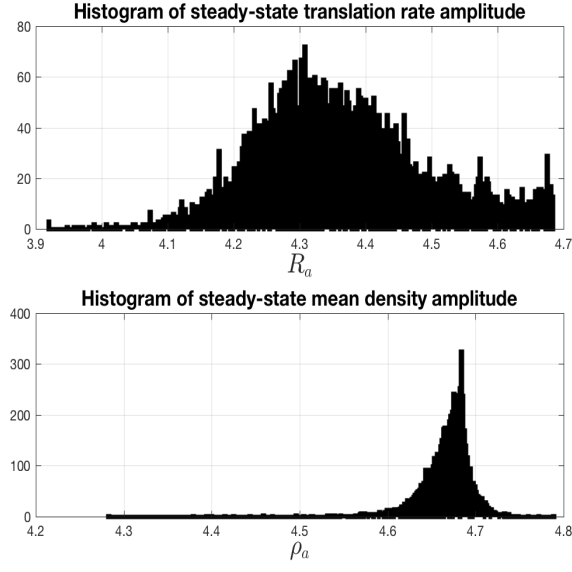 Histogram of steady-state translation rate amplitude
80
60
40
20
0
3.9 4 4.1 4.2 4.3 4.4 4.5 4.6 4.7
R_a
Histogram of steady-state mean density amplitude
400
300
200
100
0
4.2 4.3 4.4 4.5 4.6 4.7 4.8
ρ_a